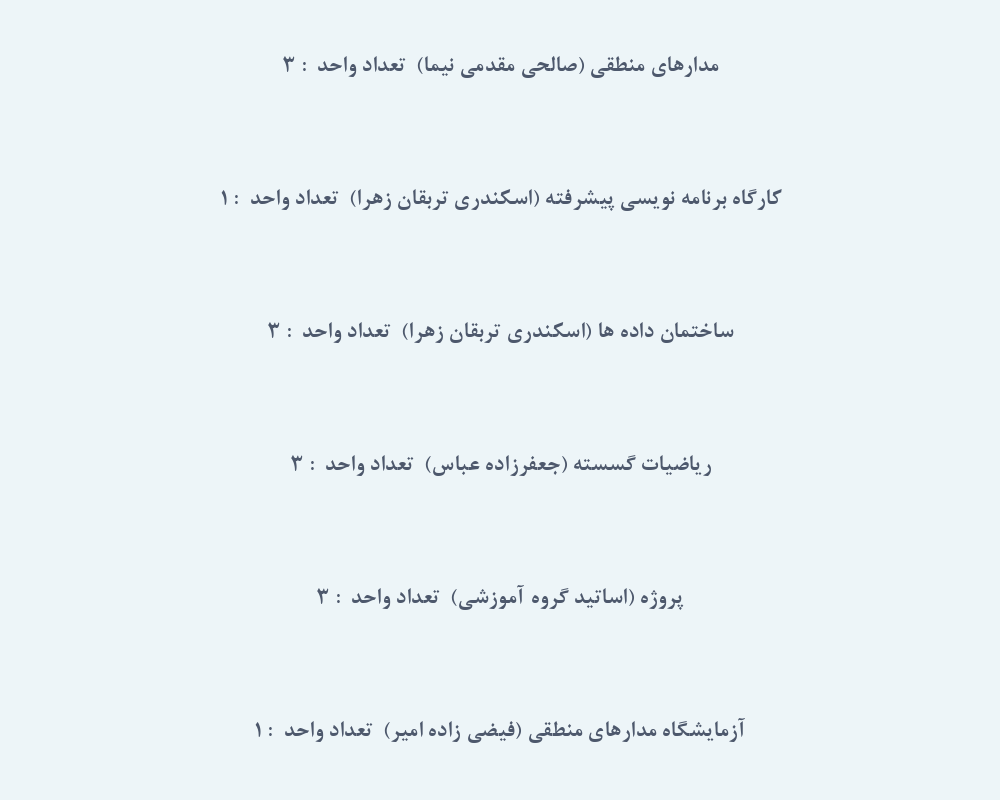 مدارهای منطقی (صالحی مقدمی نیما) تعداد واحد : ۳
کارگاه برنامه نویسی پیشرفته (اسکندری تربقان زهرا) تعداد واحد : ۱
ساختمان داده ها (اسکندری تربقان زهرا) تعداد واحد : ۳
ریاضیات گسسته (جعفرزاده عباس) تعداد واحد : ۳
پروژه (اساتید گروه آموزشی) تعداد واحد : ۳
آزمایشگاه مدارهای منطقی (فیضی زاده امیر) تعداد واحد : ۱